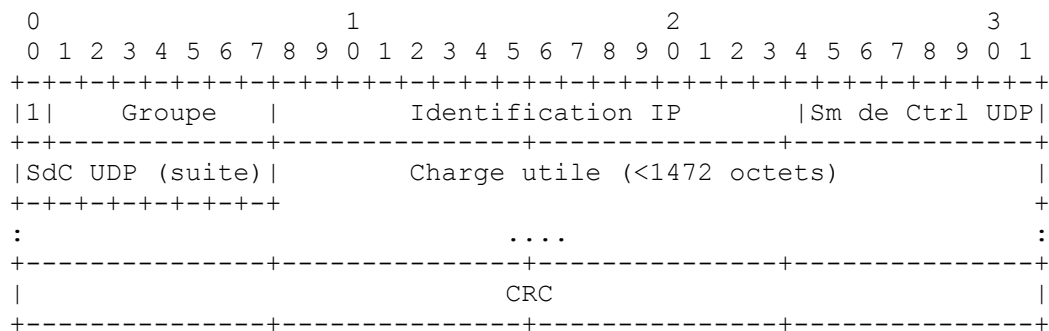 0                   1                   2                   3
 0 1 2 3 4 5 6 7 8 9 0 1 2 3 4 5 6 7 8 9 0 1 2 3 4 5 6 7 8 9 0 1
+-+-+-+-+-+-+-+-+-+-+-+-+-+-+-+-+-+-+-+-+-+-+-+-+-+-+-+-+-+-+-+-+
|1|    Groupe   |        Identification IP      |Sm de Ctrl UDP|
+-+-------------+---------------+---------------+---------------+
|SdC UDP (suite)|        Charge utile (<1472 octets)            |
+-+-+-+-+-+-+-+-+                                               +
:                              ....                             :
+---------------+---------------+---------------+---------------+
|                              CRC                              |
+---------------+---------------+---------------+---------------+